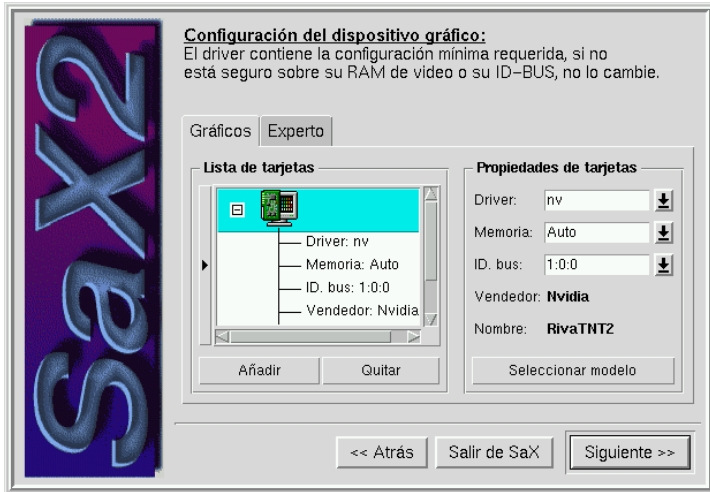 SaX2
Configuración del dispositivo gráfico:
El driver contiene la configuración mínima requerida, si no
está seguro sobre su RAM de video o su ID-BUS, no lo cambie.
Gráficos Experto
Lista de tarjetas
Driver: nv
Memoria: Auto
ID. bus: 1:0:0
Vendedor: Nvidia
Añadir Quitar
Propiedades de tarjetas
Driver: nv
Memoria: Auto
ID. bus: 1:0:0
Vendedor: Nvidia
Nombre: RivaTNT2
Seleccionar modelo
<< Atrás Salir de SaX Siguiente >>